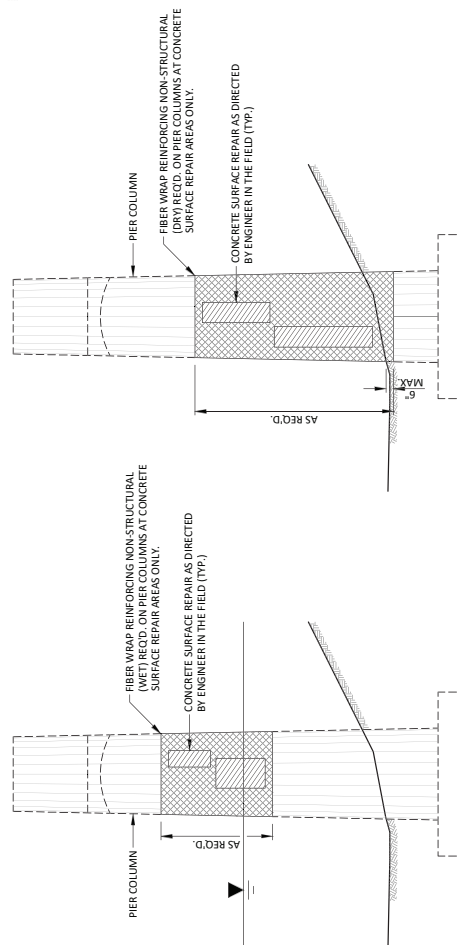 PIER COLUMN
FIBER WRAP REINFORCING NON-STRUCTURAL
(WET) REQ'D. ON PIER COLUMNS AT CONCRETE
SURFACE REPAIR AREAS ONLY.
CONCRETE SURFACE REPAIR AS DIRECTED
BY ENGINEER IN THE FIELD (TYP.)
AS REQ'D.
PIER COLUMN
FIBER WRAP REINFORCING NON-STRUCTURAL
(DRY) REQ'D. ON PIER COLUMNS AT CONCRETE
SURFACE REPAIR AREAS ONLY.
CONCRETE SURFACE REPAIR AS DIRECTED
BY ENGINEER IN THE FIELD (TYP.)
AS REQ'D.
6"
MAX.